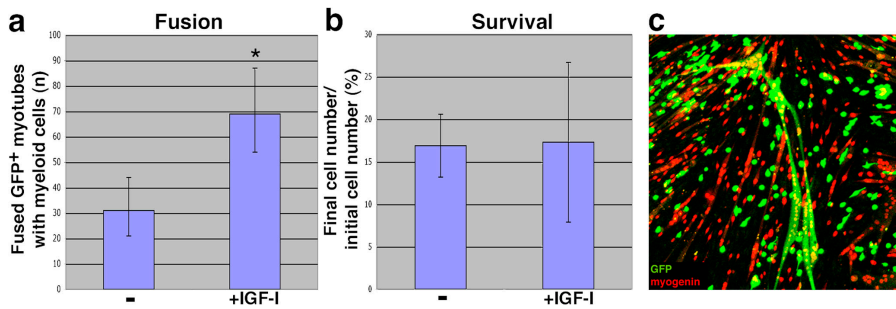 a
Fusion
Fused GFP+ myotubes
with myeloid cells (n)
100
90
80
70
60
50
40
30
20
10
0
*
-
+IGF-I
b
Survival
Final cell number/
initial cell number (%)
30
25
20
15
10
5
0
-
+IGF-I
c
GFP
myogenin